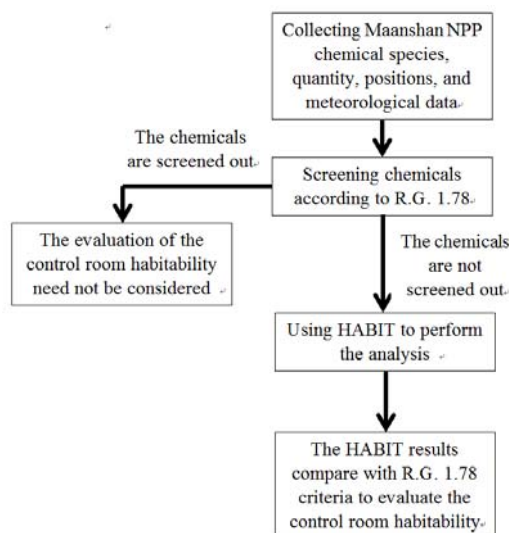 Collecting Maanshan NPP
chemical species,
quantity, positions, and
meteorological data
The chemicals
are screened out
Screening chemicals
according to R.G. 1.78
The evaluation of the
control room habitability
need not be considered
The chemicals
are not
screened out
Using HABIT to perform
the analysis
The HABIT results
compare with R.G. 1.78
criteria to evaluate the
control room habitability